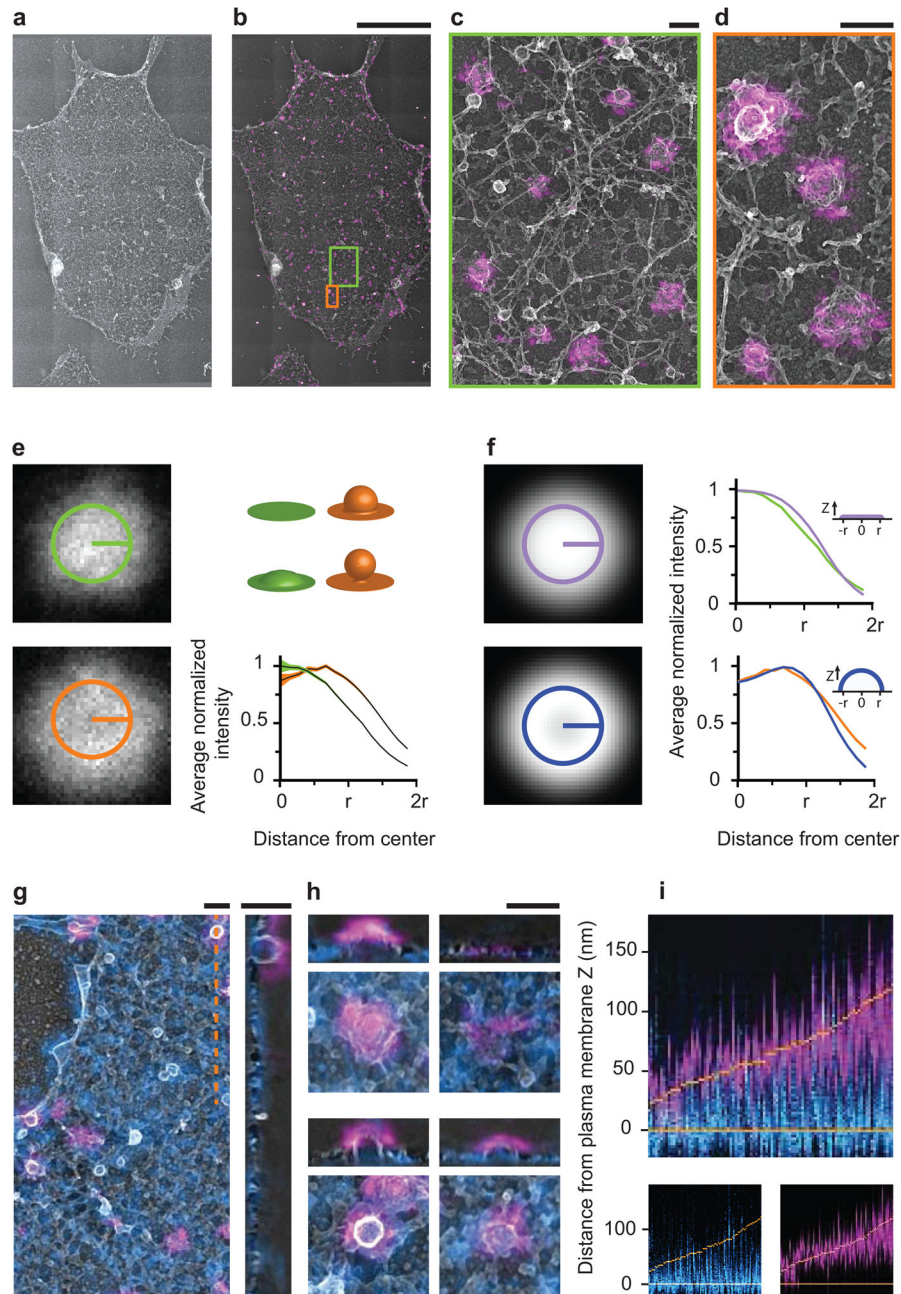 a
b
c
d
e
f
Average normalized
intensity
1
0.5
0
0
r
2r
Distance from center
Average normalized intensity
1
0.5
0
0
r
2r
Z
-r
0
r
1
0.5
0
0
r
2r
Z
-r
0
r
Distance from center
g
h
i
Distance from plasma membrane Z (nm)
150
100
50
0
100
0